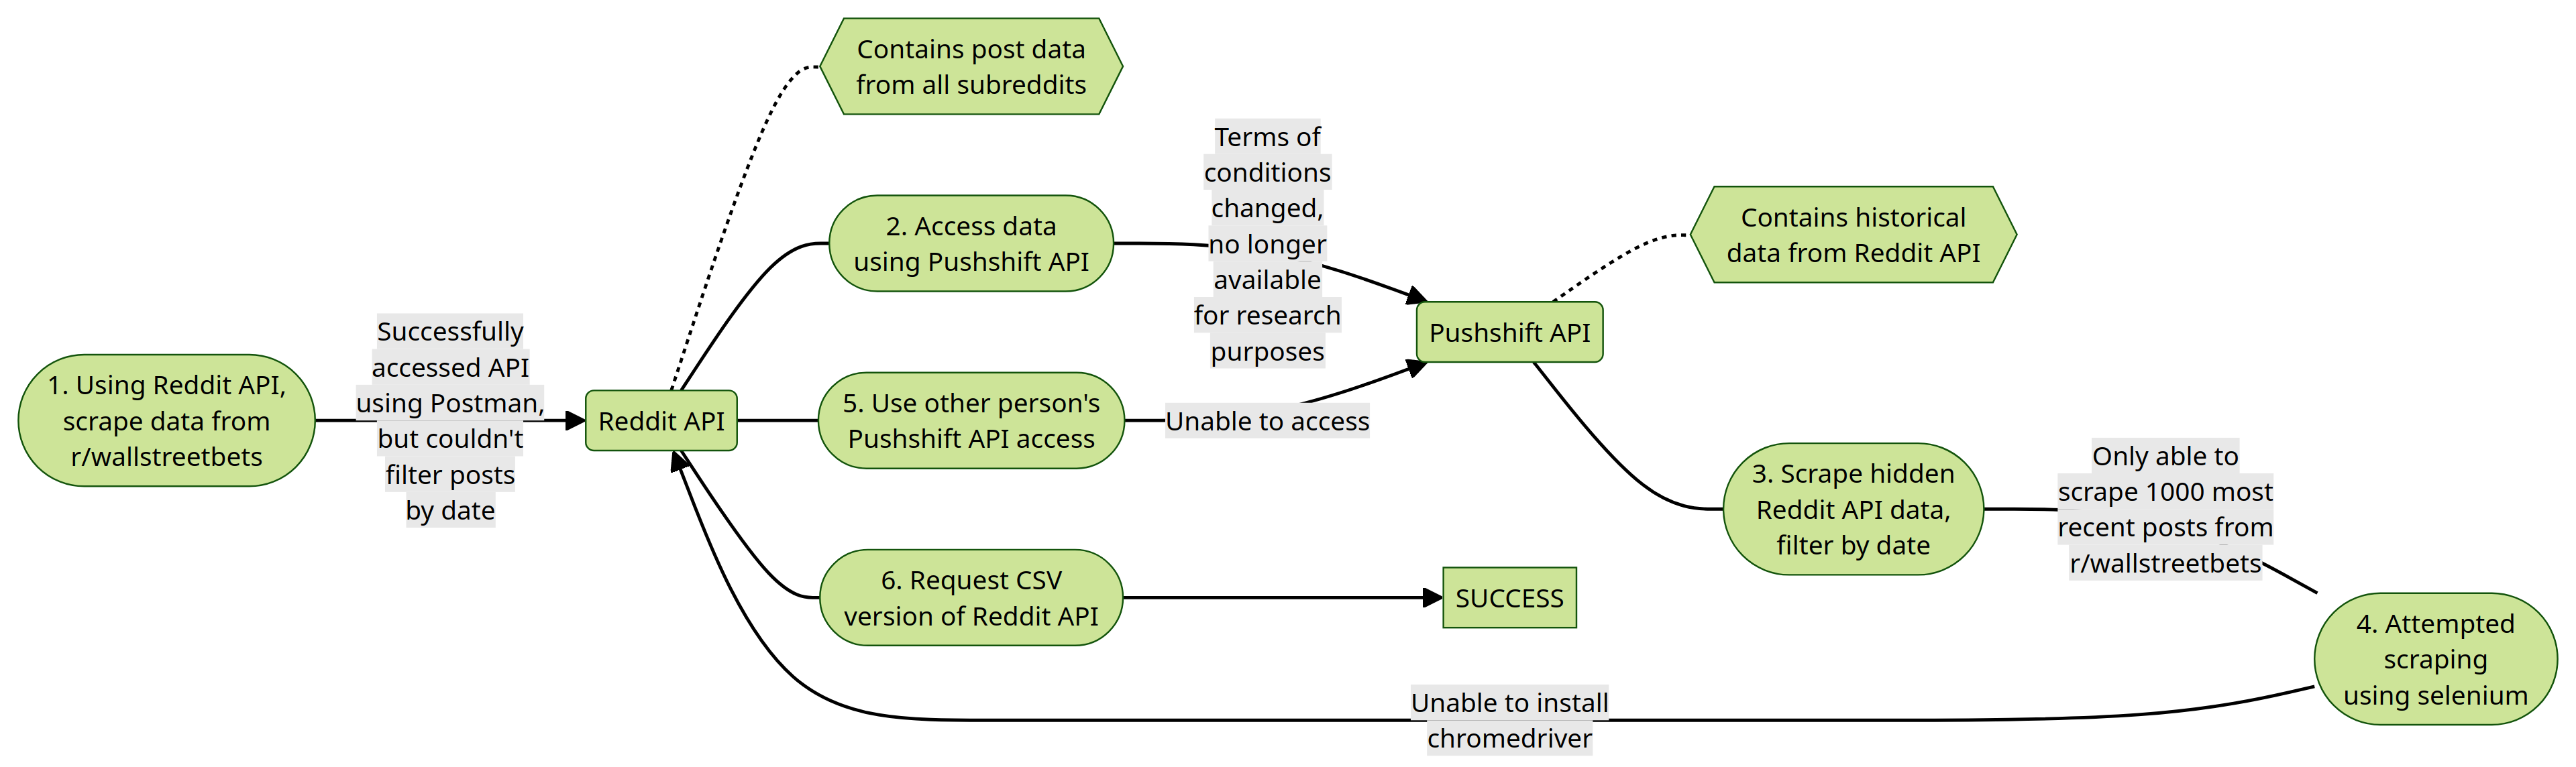 Contains post data
from all subreddits
Terms of
conditions
changed,
no longer
available
for research
purposes
2. Access data
using Pushshift API
Contains historical
data from Reddit API
Successfully
accessed API
using Postman,
but couldn't
filter posts
by date
1. Using Reddit API,
scrape data from
r/wallstreetbets
Reddit API
5. Use other person's
Pushshift API access
Unable to access
Pushshift API
3. Scrape hidden
Reddit API data,
filter by date
Only able to
scrape 1000 most
recent posts from
r/wallstreetbets
6. Request CSV
version of Reddit API
SUCCESS
4. Attempted
scraping
using selenium
Unable to install
chromedriver